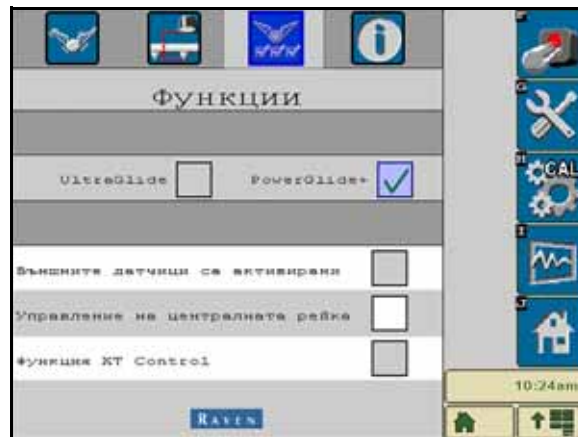 Функции
UltraGlide PowerGlide+
Външните датчици са активирани
Управление на централната рейка
Функция XT Control
RAVEN
CAL
10:24am